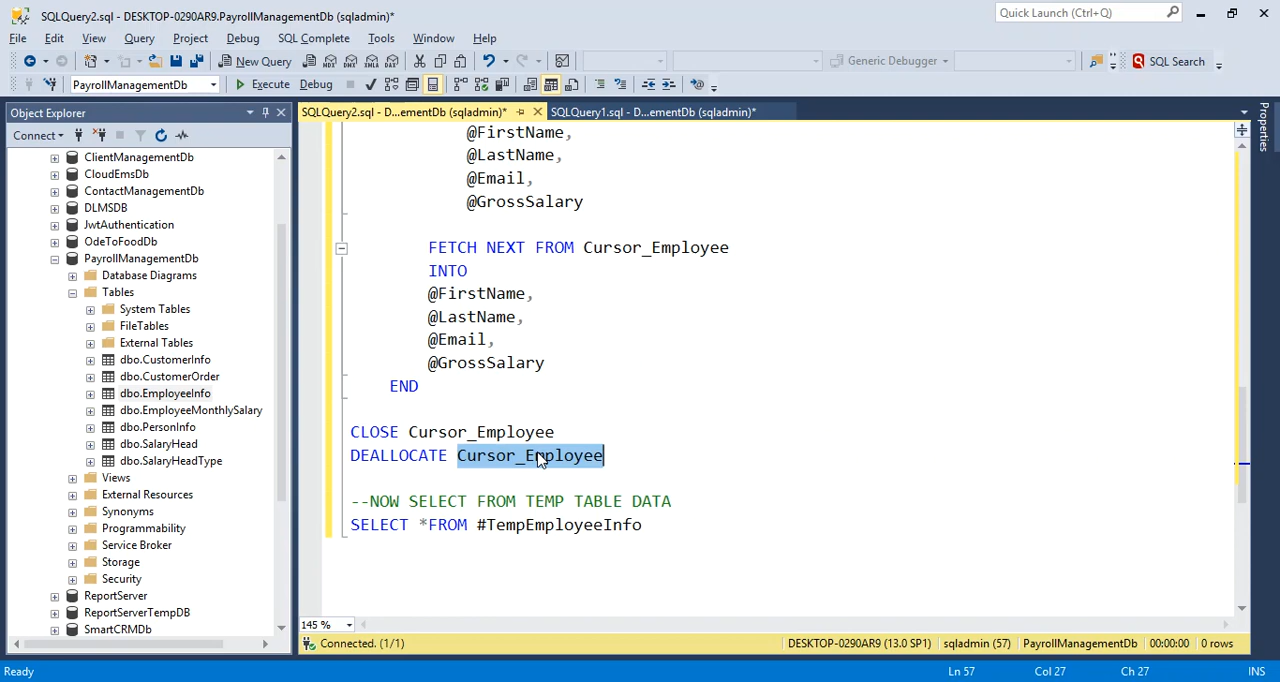 SQLQuery2.sql - DESKTOP-0290AR9.PayrollManagementDb (sqladmin)*
Quick Launch (Ctrl+Q)
File Edit View Query Project Debug SQL Complete Tools Window Help
New Query
MDX DMX XMLA DAX
Generic Debugger
SQL Search
PayrollManagementDb
Execute Debug
Object Explorer
SQLQuery2.sql - D...ementDb (sqladmin)*
SQLQuery1.sql - D...ementDb (sqladmin)*
Properties
Connect
ClientManagementDb
CloudEmsDb
ContactManagementDb
DLMSDB
JwtAuthentication
OdeToFoodDb
PayrollManagementDb
Database Diagrams
Tables
System Tables
FileTables
External Tables
dbo.CustomerInfo
dbo.CustomerOrder
dbo.EmployeeInfo
dbo.EmployeeMonthlySalary
dbo.PersonInfo
dbo.SalaryHead
dbo.SalaryHeadType
Views
External Resources
Synonyms
Programmability
Service Broker
Storage
Security
ReportServer
ReportServerTempDB
SmartCRMDb
@FirstName,
@LastName,
@Email,
@GrossSalary
FETCH NEXT FROM Cursor_Employee
INTO
@FirstName,
@LastName,
@Email,
@GrossSalary
END
CLOSE Cursor_Employee
DEALLOCATE Cursor_Employee
--NOW SELECT FROM TEMP TABLE DATA
SELECT *FROM #TempEmployeeInfo
145 %
Connected. (1/1)
DESKTOP-0290AR9 (13.0 SP1) sqladmin (57) PayrollManagementDb 00:00:00 0 rows
Ready
Ln 57 Col 27 Ch 27 INS